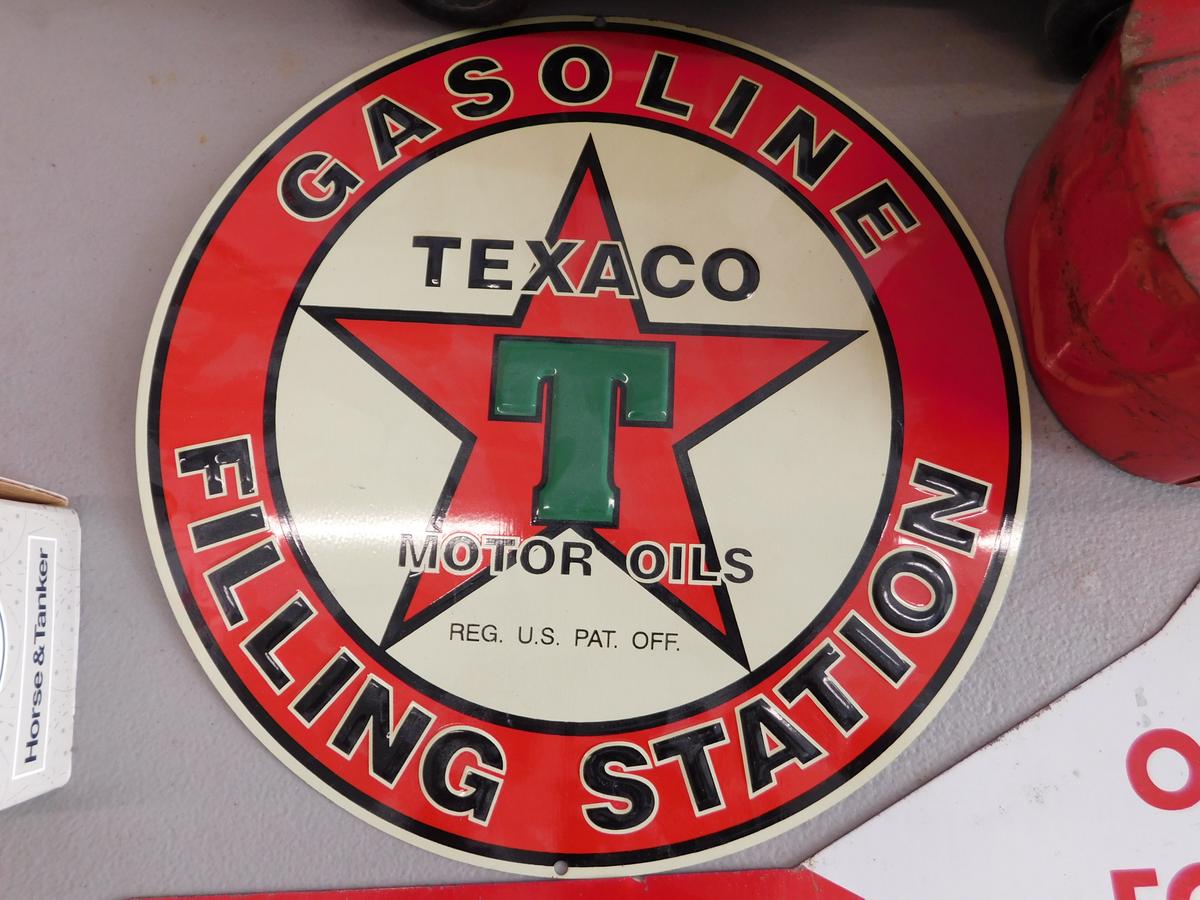 GASOLINE
TEXACO
T
MOTOR OILS
REG. U.S. PAT. OFF.
FILLING STATION
Horse & Tanker
O